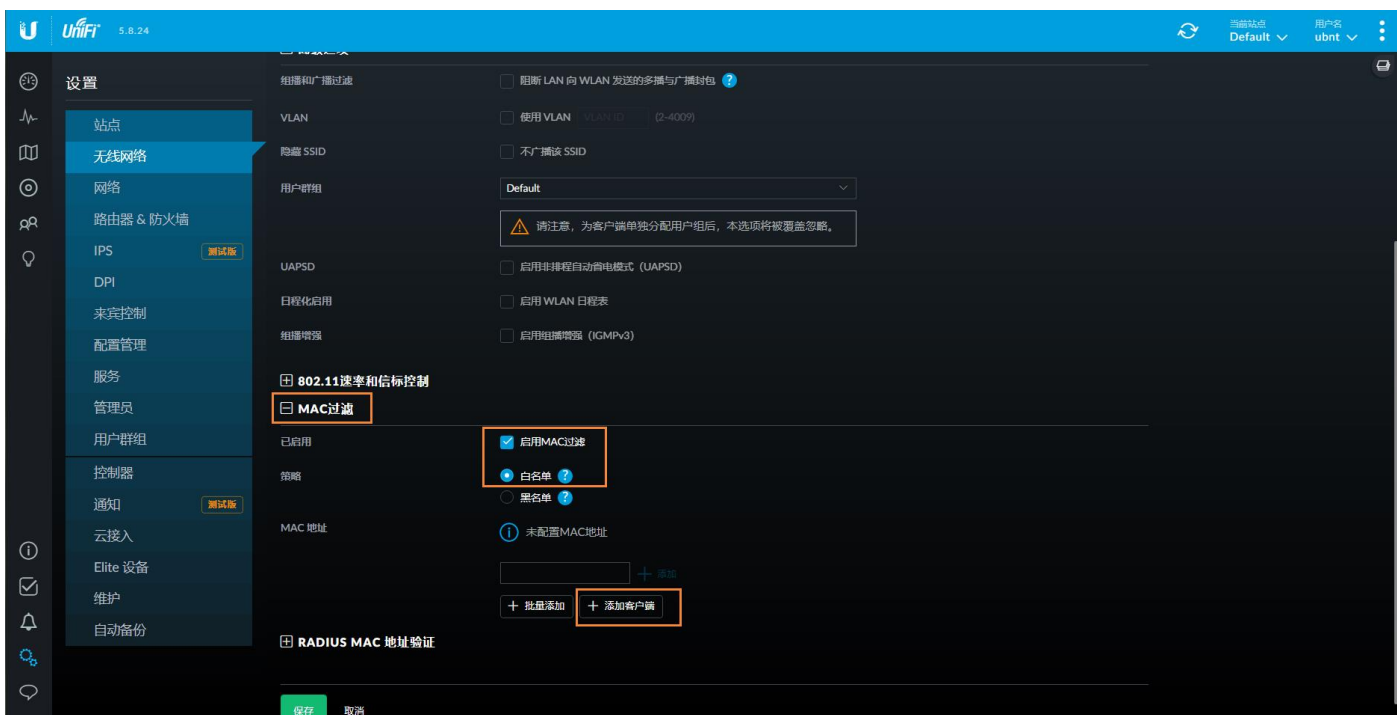 UniFi 5.8.24
当前站点
Default
用户名
ubnt
设置
站点
无线网络
网络
路由器 & 防火墙
IPS 测试版
DPI
来宾控制
配置管理
服务
管理员
用户群组
控制器
通知 测试版
云接入
Elite 设备
维护
自动备份
组播和广播过滤 阻断 LAN 向 WLAN 发送的多播与广播封包 ?
VLAN 使用 VLAN VLAN ID (2-4009)
隐藏 SSID 不广播该 SSID
用户群组 Default
请注意，为客户端单独分配用户组后，本选项将被覆盖忽略。
UAPSD 启用非排程自动省电模式 (UAPSD)
日程化启用 启用 WLAN 日程表
组播增强 启用组播增强 (IGMPv3)
802.11速率和信标控制
MAC过滤
已启用 启用MAC过滤
策略 白名单 ?
黑名单 ?
MAC 地址 未配置MAC地址
添加
批量添加 添加客户端
RADIUS MAC 地址验证
保存 取消